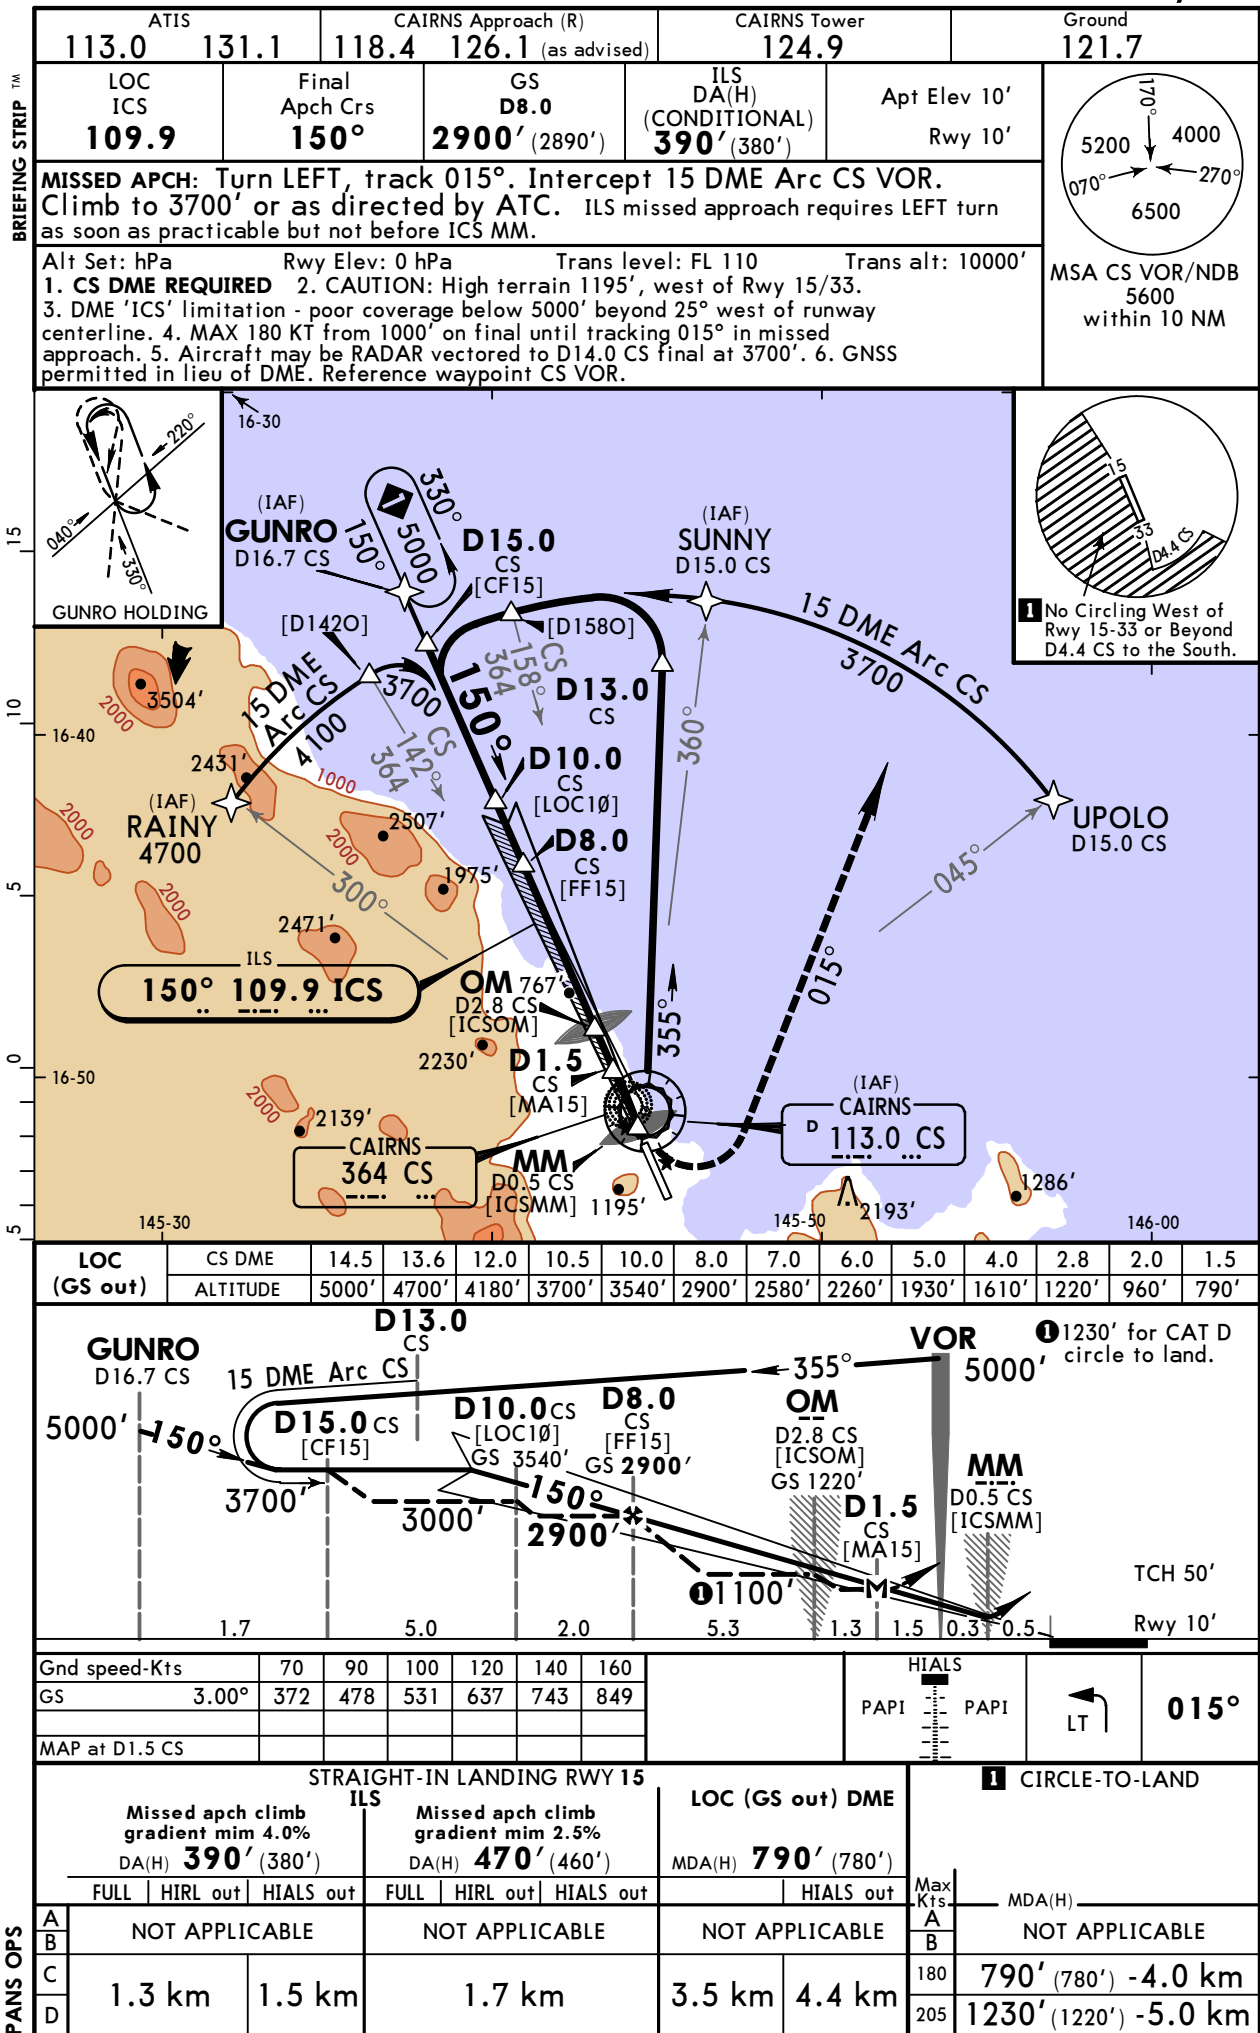 ATIS
113.0 131.1
CAIRNS Approach (R)
118.4 126.1 (as advised)
CAIRNS Tower
124.9
Ground
121.7
BRIEFING STRIP ™
LOC
ICS
109.9
Final
Apch Crs
150°
GS
D8.0
2900' (2890')
ILS
DA(H)
(CONDITIONAL)
390' (380')
Apt Elev 10'
Rwy 10'
170°
5200
4000
070°
270°
6500
MSA CS VOR/NDB
5600
within 10 NM
MISSED APCH: Turn LEFT, track 015°. Intercept 15 DME Arc CS VOR.
Climb to 3700' or as directed by ATC. ILS missed approach requires LEFT turn
as soon as practicable but not before ICS MM.
Alt Set: hPa Rwy Elev: 0 hPa Trans level: FL 110 Trans alt: 10000'
1. CS DME REQUIRED 2. CAUTION: High terrain 1195', west of Rwy 15/33.
3. DME 'ICS' limitation - poor coverage below 5000' beyond 25° west of runway
centerline. 4. MAX 180 KT from 1000' on final until tracking 015° in missed
approach. 5. Aircraft may be RADAR vectored to D14.0 CS final at 3700'. 6. GNSS
permitted in lieu of DME. Reference waypoint CS VOR.
220°
040°
330°
GUNRO HOLDING
16-30
15
33
D4.4 CS
1 No Circling West of
Rwy 15-33 or Beyond
D4.4 CS to the South.
(IAF)
GUNRO
D16.7 CS
330°
5000
150°
D15.0
CS
[CF15]
(IAF)
SUNNY
D15.0 CS
15 DME Arc CS
3700
[D142O]
[D158O]
CS
158°
364
D13.0
CS
3504'
2000
15 DME
Arc CS
4100
3700
150°
CS
142°
364
360°
15
10
5
0
5
16-40
2431'
1000
D10.0
CS
[LOC1Ø]
(IAF)
RAINY
4700
2000
2507'
2000
D8.0
CS
[FF15]
UPOLO
D15.0 CS
1975'
2000
300°
045°
2471'
ILS
150° 109.9 ICS
OM
D2.8 CS
[ICSOM]
767'
015°
355°
2230'
16-50
D1.5
CS
[MA15]
2000
2139'
CAIRNS
364 CS
(IAF)
CAIRNS
D 113.0 CS
MM
D0.5 CS
[ICSMM]
1195'
1286'
2193'
145-30
145-50
146-00
LOC
(GS out)
CS DME 14.5 13.6 12.0 10.5 10.0 8.0 7.0 6.0 5.0 4.0 2.8 2.0 1.5
ALTITUDE 5000' 4700' 4180' 3700' 3540' 2900' 2580' 2260' 1930' 1610' 1220' 960' 790'
GUNRO
D16.7 CS
D13.0
CS
VOR
1 1230' for CAT D
circle to land.
15 DME Arc CS
355°
5000'
5000'
150°
D15.0 CS
[CF15]
D10.0 CS
[LOC1Ø]
GS 3540'
D8.0
CS
[FF15]
GS 2900'
OM
D2.8 CS
[ICSOM]
GS 1220'
MM
D0.5 CS
[ICSMM]
3700'
3000'
150°
2900'
D1.5
CS
[MA15]
M
1 1100'
TCH 50'
Rwy 10'
1.7 5.0 2.0 5.3 1.3 1.5 0.3 0.5
Gnd speed-Kts 70 90 100 120 140 160
GS 3.00° 372 478 531 637 743 849
MAP at D1.5 CS
HIALS
PAPI PAPI
LT
015°
STRAIGHT-IN LANDING RWY 15
ILS
Missed apch climb
gradient mim 4.0%
DA(H) 390' (380')
Missed apch climb
gradient mim 2.5%
DA(H) 470' (460')
LOC (GS out) DME
MDA(H) 790' (780')
1 CIRCLE-TO-LAND
FULL HIRL out HIALS out FULL HIRL out HIALS out HIALS out
Max
Kts
MDA(H)
PANS OPS
A
B
NOT APPLICABLE NOT APPLICABLE NOT APPLICABLE
A
B
NOT APPLICABLE
C
D
1.3 km 1.5 km 1.7 km 3.5 km 4.4 km
180 790' (780') -4.0 km
205 1230' (1220') -5.0 km